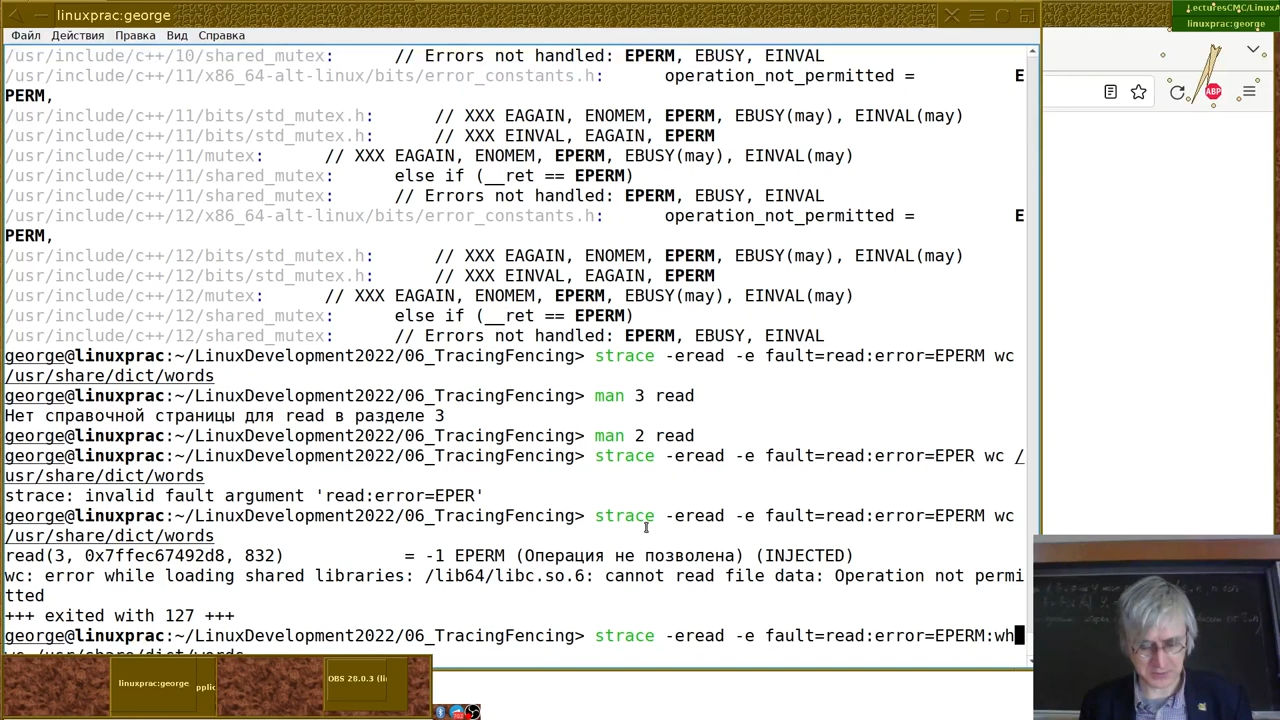 linuxprac:george
LecturesCMC/LinuxA
linuxprac:george
Файл Действия Правка Вид Справка
ABP
/usr/include/c++/10/shared_mutex:      // Errors not handled: EPERM, EBUSY, EINVAL
/usr/include/c++/11/x86_64-alt-linux/bits/error_constants.h:      operation_not_permitted =            E
PERM,
/usr/include/c++/11/bits/std_mutex.h:      // XXX EAGAIN, ENOMEM, EPERM, EBUSY(may), EINVAL(may)
/usr/include/c++/11/bits/std_mutex.h:      // XXX EINVAL, EAGAIN, EPERM
/usr/include/c++/11/mutex:      // XXX EAGAIN, ENOMEM, EPERM, EBUSY(may), EINVAL(may)
/usr/include/c++/11/shared_mutex:      else if (__ret == EPERM)
/usr/include/c++/11/shared_mutex:      // Errors not handled: EPERM, EBUSY, EINVAL
/usr/include/c++/12/x86_64-alt-linux/bits/error_constants.h:      operation_not_permitted =            E
PERM,
/usr/include/c++/12/bits/std_mutex.h:      // XXX EAGAIN, ENOMEM, EPERM, EBUSY(may), EINVAL(may)
/usr/include/c++/12/bits/std_mutex.h:      // XXX EINVAL, EAGAIN, EPERM
/usr/include/c++/12/mutex:      // XXX EAGAIN, ENOMEM, EPERM, EBUSY(may), EINVAL(may)
/usr/include/c++/12/shared_mutex:      else if (__ret == EPERM)
/usr/include/c++/12/shared_mutex:      // Errors not handled: EPERM, EBUSY, EINVAL
george@linuxprac:~/LinuxDevelopment2022/06_TracingFencing> strace -eread -e fault=read:error=EPERM wc
/usr/share/dict/words
george@linuxprac:~/LinuxDevelopment2022/06_TracingFencing> man 3 read
Нет справочной страницы для read в разделе 3
george@linuxprac:~/LinuxDevelopment2022/06_TracingFencing> man 2 read
george@linuxprac:~/LinuxDevelopment2022/06_TracingFencing> strace -eread -e fault=read:error=EPER wc /
usr/share/dict/words
strace: invalid fault argument 'read:error=EPER'
george@linuxprac:~/LinuxDevelopment2022/06_TracingFencing> strace -eread -e fault=read:error=EPERM wc
/usr/share/dict/words
read(3, 0x7ffec67492d8, 832)            = -1 EPERM (Операция не позволена) (INJECTED)
wc: error while loading shared libraries: /lib64/libc.so.6: cannot read file data: Operation not permi
tted
+++ exited with 127 +++
george@linuxprac:~/LinuxDevelopment2022/06_TracingFencing> strace -eread -e fault=read:error=EPERM:wh
wc /usr/share/dict/words
linuxprac:george
OBS 28.0.3 (li